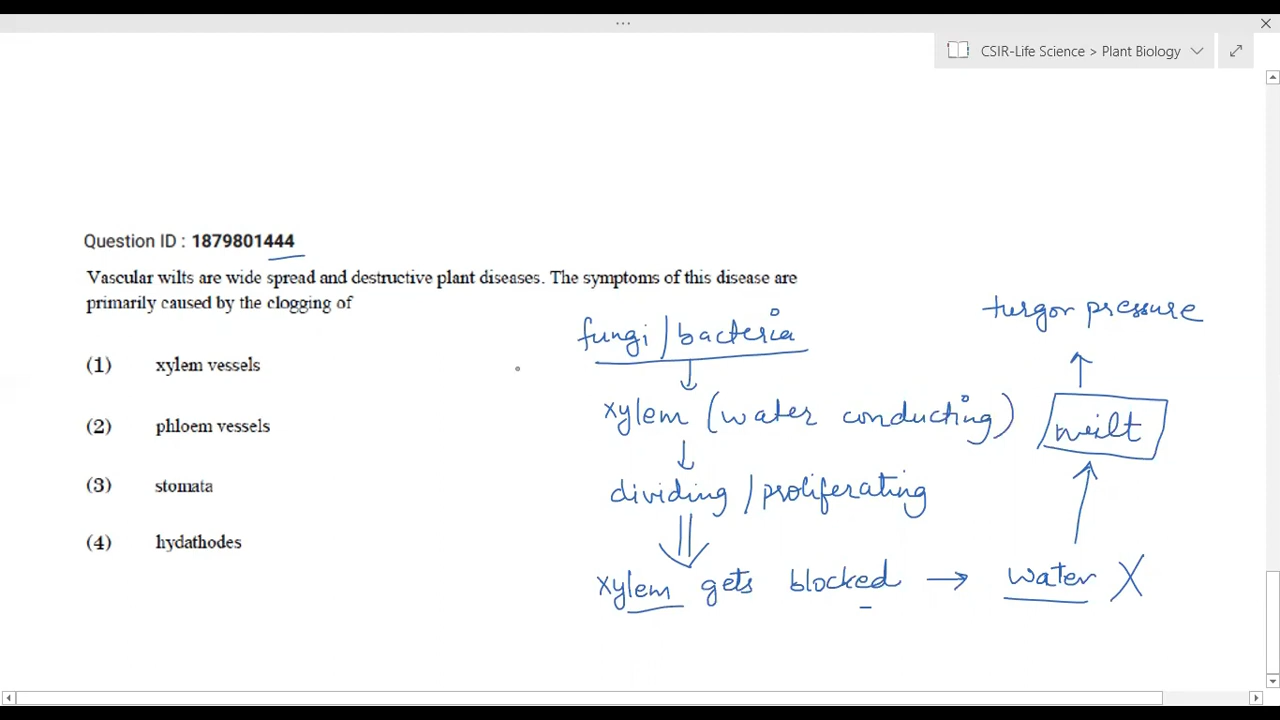 CSIR-Life Science > Plant Biology
Question ID : 1879801444
Vascular wilts are wide spread and destructive plant diseases. The symptoms of this disease are
primarily caused by the clogging of
(1) xylem vessels
(2) phloem vessels
(3) stomata
(4) hydathodes
fungi / bacteria
xylem (water conducting)
dividing / proliferating
xylem gets blocked → water X
wilt
turgor pressure